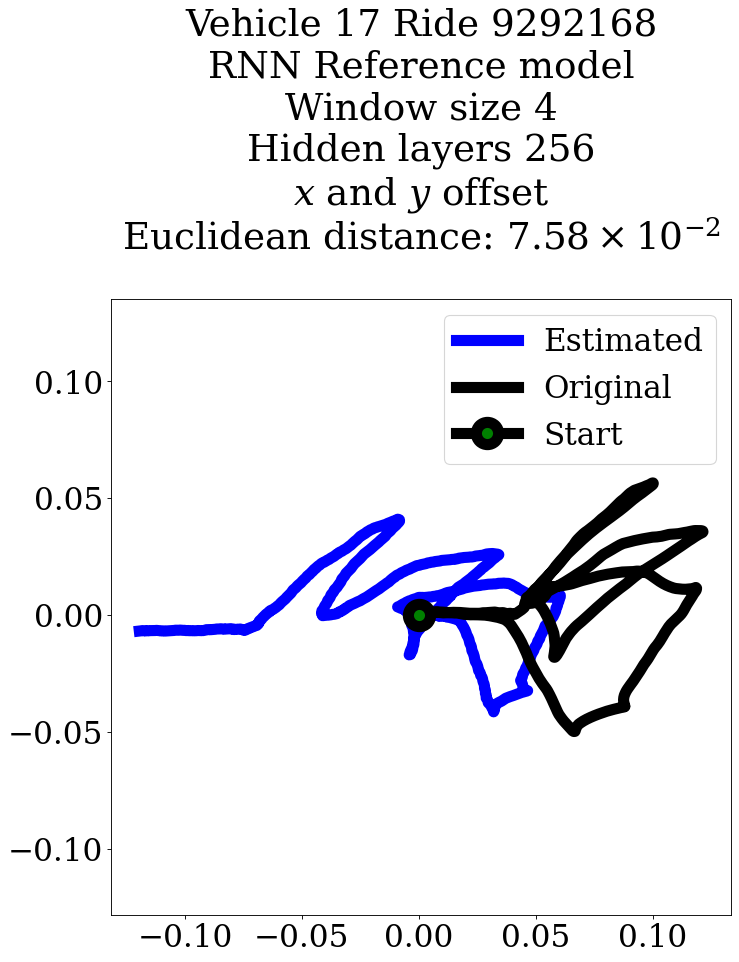 Vehicle 17 Ride 9292168
RNN Reference model
Window size 4
Hidden layers 256
x and y offset
Euclidean distance: 7.58 × 10⁻²
Estimated
Original
Start
0.10
0.05
0.00
−0.05
−0.10
−0.10 −0.05 0.00 0.05 0.10